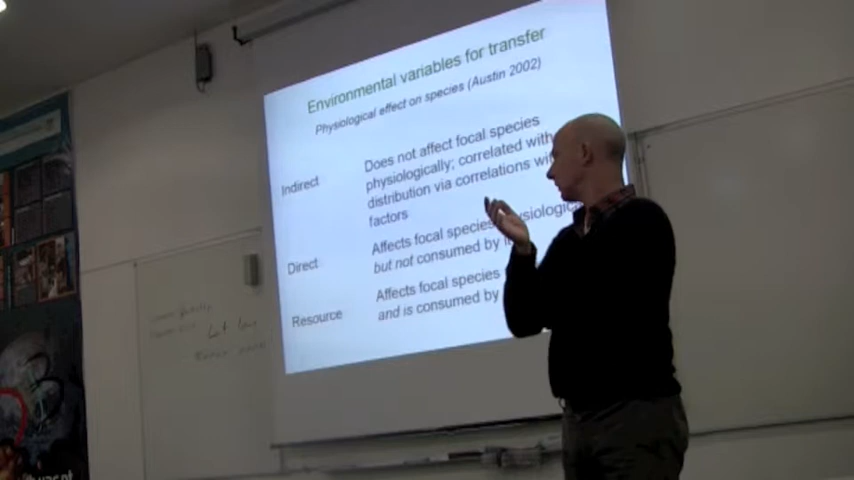 Environmental variables for transfer
Physiological effect on species (Austin 2002)
Indirect
Does not affect focal species
physiologically; correlated with
distribution via correlations
factors
Direct
Affects focal species
but not consumed by
Resource
Affects focal species
and is consumed by